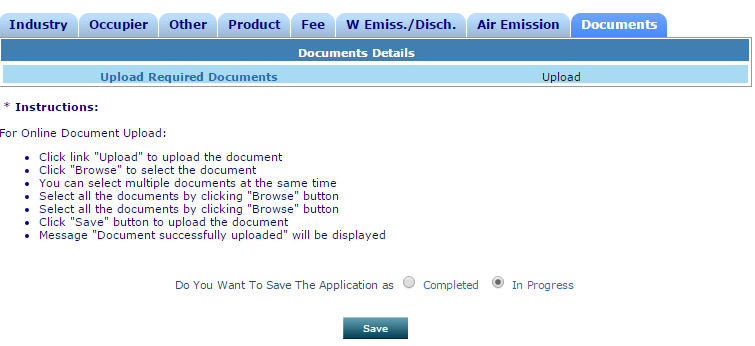 Industry Occupier Other Product Fee W Emiss./Disch. Air Emission Documents
Documents Details
Upload Required Documents Upload
* Instructions:
For Online Document Upload:
• Click link "Upload" to upload the document
• Click "Browse" to select the document
• You can select multiple documents at the same time
• Select all the documents by clicking "Browse" button
• Select all the documents by clicking "Browse" button
• Click "Save" button to upload the document
• Message "Document successfully uploaded" will be displayed
Do You Want To Save The Application as Completed In Progress
Save